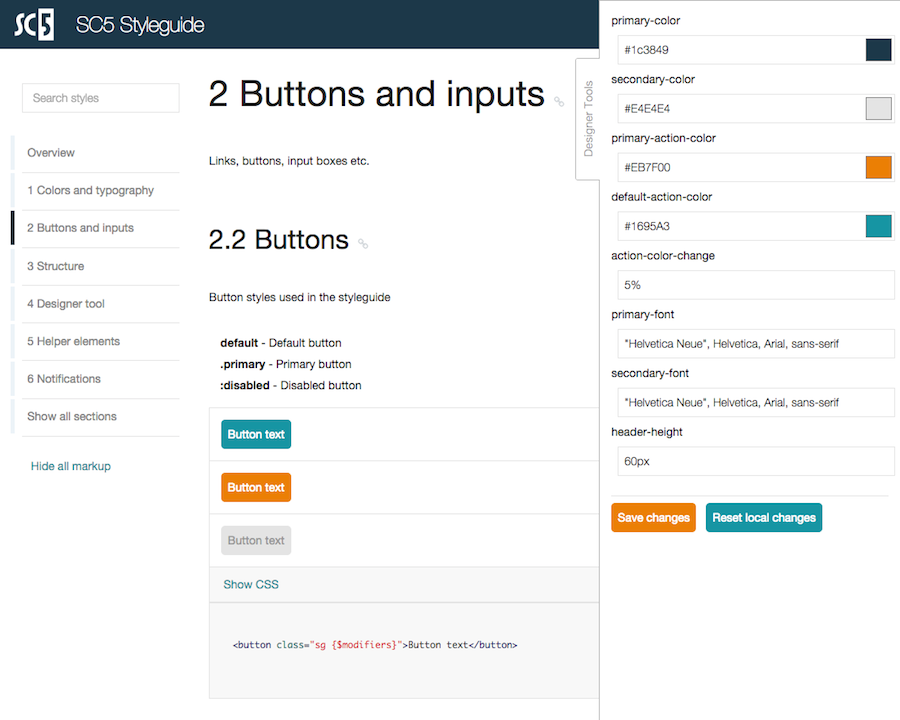 SC5
SC5 Styleguide
Search styles
Overview
1 Colors and typography
2 Buttons and inputs
3 Structure
4 Designer tool
5 Helper elements
6 Notifications
Show all sections
Hide all markup
2 Buttons and inputs
Links, buttons, input boxes etc.
2.2 Buttons
Button styles used in the styleguide
default - Default button
.primary - Primary button
:disabled - Disabled button
Button text
Button text
Button text
Show CSS
<button class="sg {$modifiers}">Button text</button>
Designer Tools
primary-color
#1c3849
secondary-color
#E4E4E4
primary-action-color
#EB7F00
default-action-color
#1695A3
action-color-change
5%
primary-font
"Helvetica Neue", Helvetica, Arial, sans-serif
secondary-font
"Helvetica Neue", Helvetica, Arial, sans-serif
header-height
60px
Save changes
Reset local changes